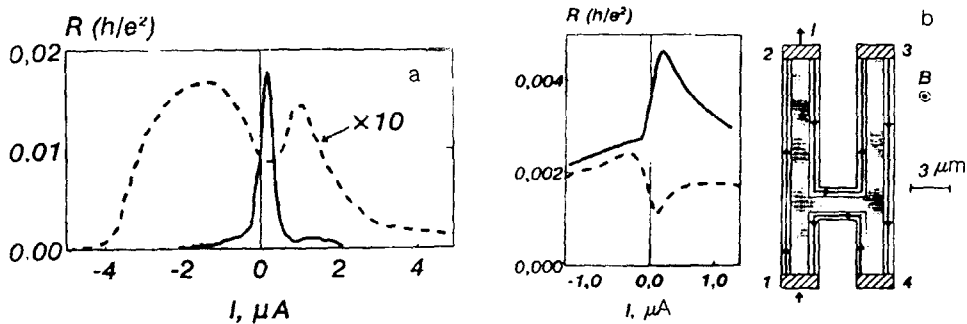 R (h/e²)
0,02
0.01
0.00
a
×10
-4
-2
0
2
4
I, μA
R (h/e²)
0,004
0.002
0,000
-1,0
0,0
1,0
I, μA
b
2
I
3
B
3 μm
1
4